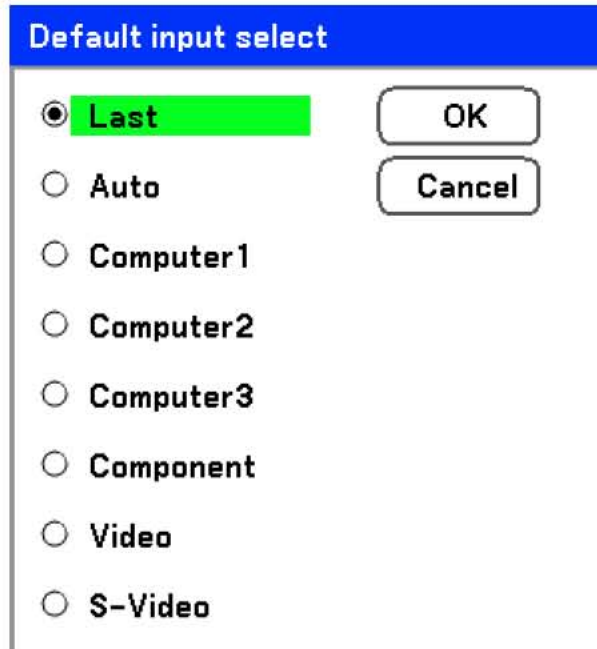 Default input select
Last
OK
Auto
Cancel
Computer1
Computer2
Computer3
Component
Video
S-Video